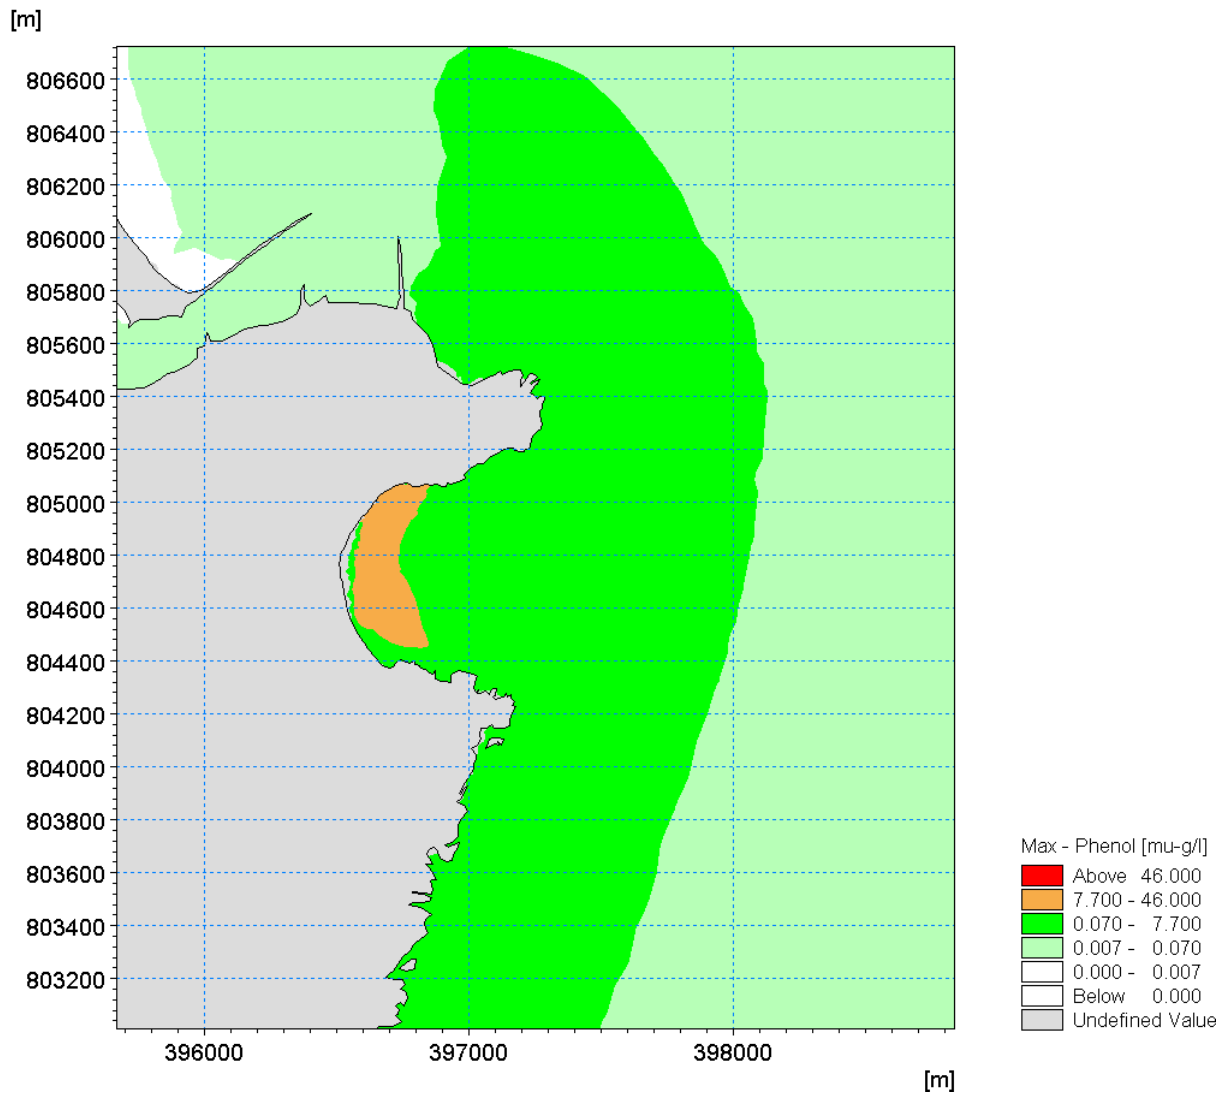 [m]
806600
806400
806200
806000
805800
805600
805400
805200
805000
804800
804600
804400
804200
804000
803800
803600
803400
803200
396000 397000 398000
[m]
Max - Phenol [mu-g/l]
Above 46.000
7.700 - 46.000
0.070 - 7.700
0.007 - 0.070
0.000 - 0.007
Below 0.000
Undefined Value